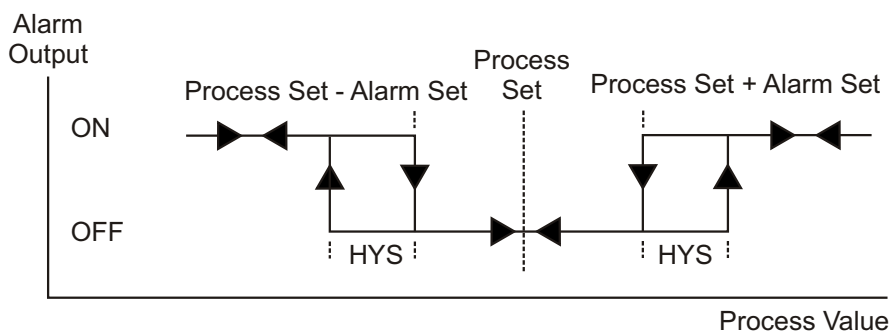 Alarm
Output
Process
Set
Process Set - Alarm Set
Process Set + Alarm Set
ON
OFF
HYS
HYS
Process Value